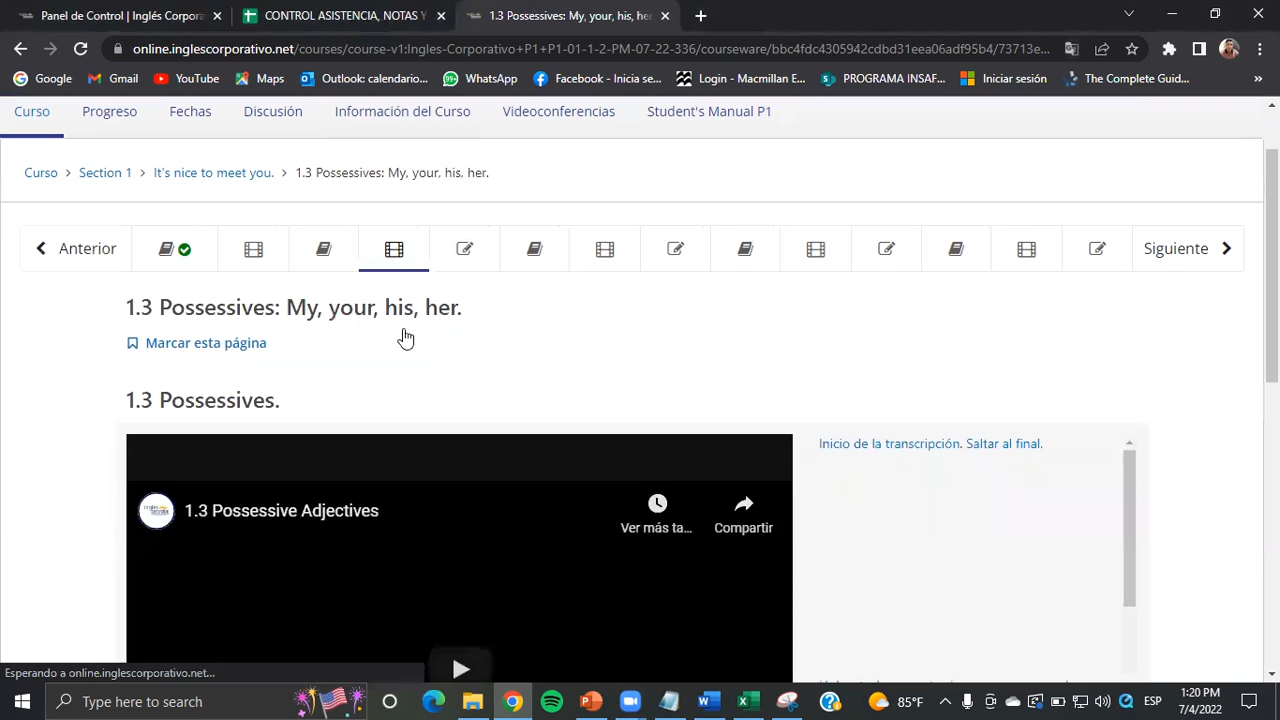 Panel de Control | Inglés Corporativo
CONTROL ASISTENCIA, NOTAS Y
1.3 Possessives: My, your, his, her
online.inglescorporativo.net/courses/course-v1:Ingles-Corporativo+P1+P1-01-1-2-PM-07-22-336/courseware/bbc4fdc4305942cdbd31eea06adf95b4/73713e...
Google
Gmail
YouTube
Maps
Outlook: calendario...
WhatsApp
Facebook - Inicia se...
Login - Macmillan E...
PROGRAMA INSAF...
Iniciar sesión
The Complete Guid...
Curso
Progreso
Fechas
Discusión
Información del Curso
Videoconferencias
Student's Manual P1
Curso > Section 1 > It's nice to meet you. > 1.3 Possessives: My, your, his, her.
Anterior
Siguiente
1.3 Possessives: My, your, his, her.
Marcar esta página
1.3 Possessives.
1.3 Possessive Adjectives
Ver más ta...
Compartir
Inicio de la transcripción. Saltar al final.
Esperando a online.inglescorporativo.net...
Type here to search
85°F
ESP
1:20 PM
7/4/2022